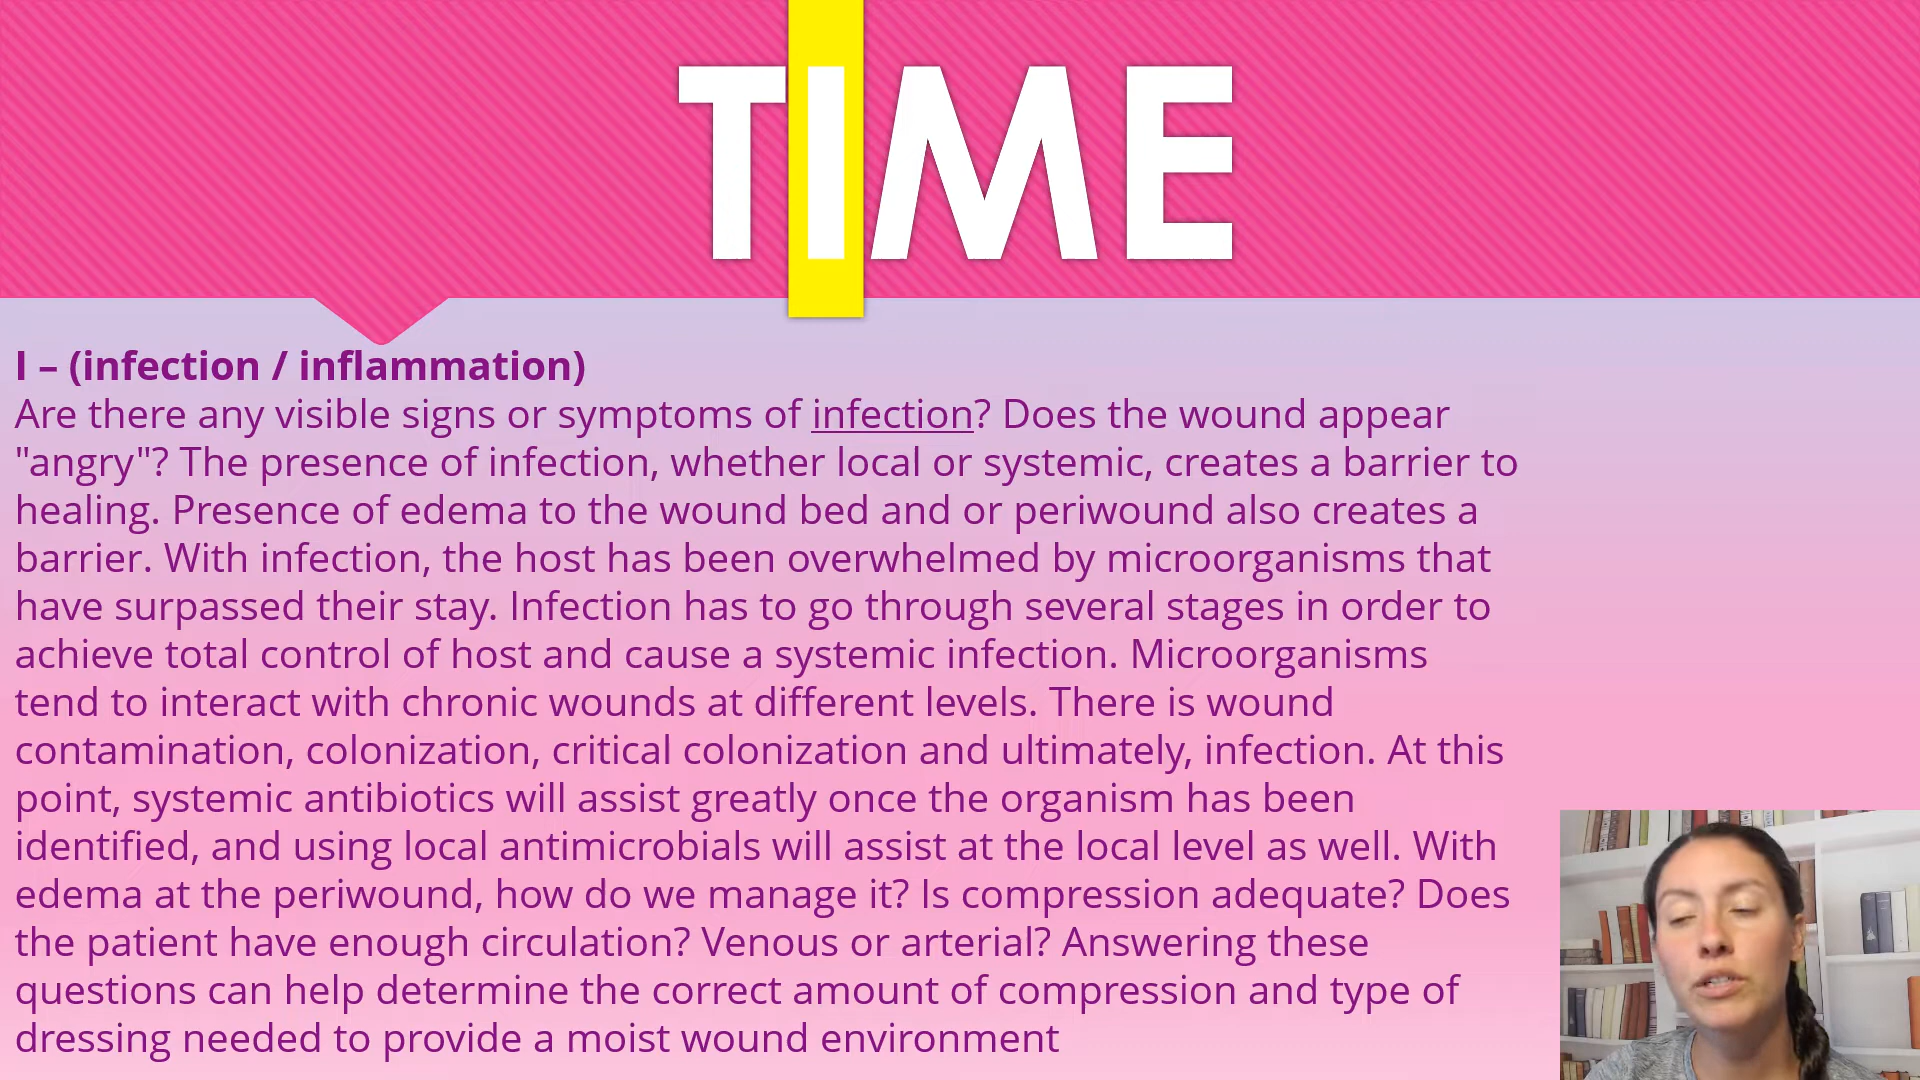 TIME
I – (infection / inflammation)
Are there any visible signs or symptoms of infection? Does the wound appear
"angry"? The presence of infection, whether local or systemic, creates a barrier to
healing. Presence of edema to the wound bed and or periwound also creates a
barrier. With infection, the host has been overwhelmed by microorganisms that
have surpassed their stay. Infection has to go through several stages in order to
achieve total control of host and cause a systemic infection. Microorganisms
tend to interact with chronic wounds at different levels. There is wound
contamination, colonization, critical colonization and ultimately, infection. At this
point, systemic antibiotics will assist greatly once the organism has been
identified, and using local antimicrobials will assist at the local level as well. With
edema at the periwound, how do we manage it? Is compression adequate? Does
the patient have enough circulation? Venous or arterial? Answering these
questions can help determine the correct amount of compression and type of
dressing needed to provide a moist wound environment